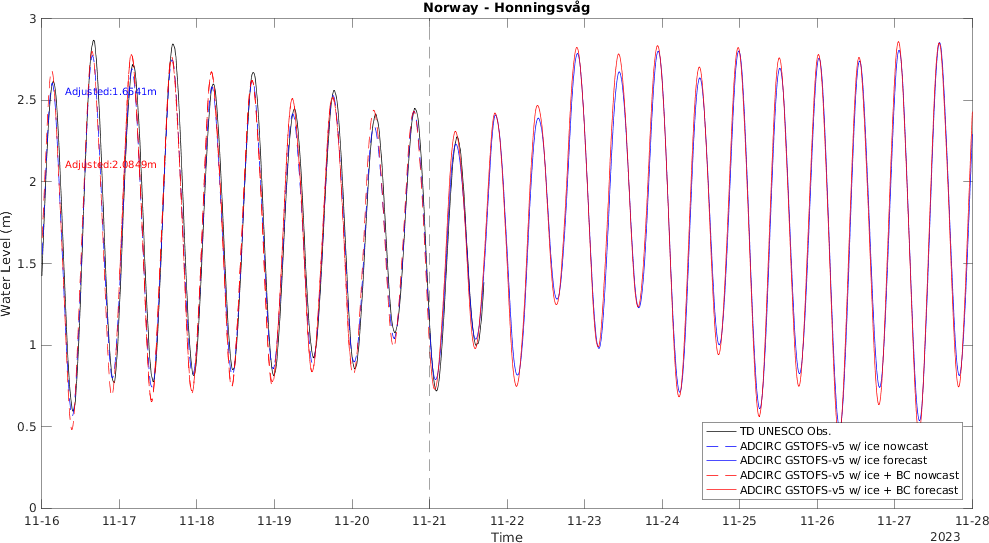 Norway - Honningsvåg
Water Level (m)
3
2.5
2
1.5
1
0.5
0
Adjusted:1.6541m
Adjusted:2.0849m
TD UNESCO Obs.
ADCIRC GSTOFS-v5 w/ ice nowcast
ADCIRC GSTOFS-v5 w/ ice forecast
ADCIRC GSTOFS-v5 w/ ice + BC nowcast
ADCIRC GSTOFS-v5 w/ ice + BC forecast
11-16 11-17 11-18 11-19 11-20 11-21 11-22 11-23 11-24 11-25 11-26 11-27 11-28
Time
2023